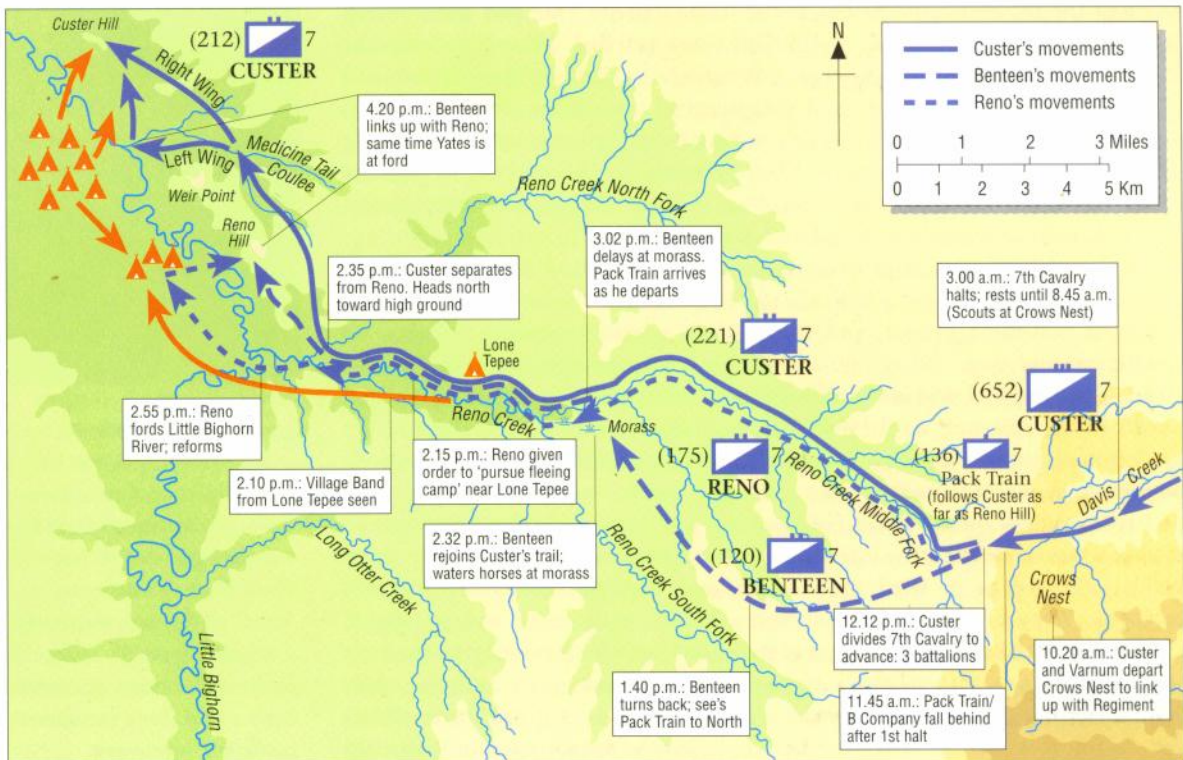 Custer Hill
(212) 7
CUSTER
Right Wing
4.20 p.m.: Benteen
links up with Reno;
same time Yates is
at ford
Left Wing
Medicine Tail
Coulee
Weir Point
Reno
Hill
N
Custer's movements
Benteen's movements
Reno's movements
0 1 2 3 Miles
0 1 2 3 4 5 Km
Reno Creek North Fork
3.02 p.m.: Benteen
delays at morass.
Pack Train arrives
as he departs
2.35 p.m.: Custer separates
from Reno. Heads north
toward high ground
3.00 a.m.: 7th Cavalry
halts; rests until 8.45 a.m.
(Scouts at Crows Nest)
Lone
Tepee
(221) 7
CUSTER
(652) 7
CUSTER
2.55 p.m.: Reno
fords Little Bighorn
River; reforms
Reno Creek
Morass
(175) 7
RENO
(136) 7
Pack Train
(follows Custer as
far as Reno Hill)
Davis Creek
2.10 p.m.: Village Band
from Lone Tepee seen
2.15 p.m.: Reno given
order to 'pursue fleeing
camp' near Lone Tepee
Reno Creek Middle Fork
2.32 p.m.: Benteen
rejoins Custer's trail;
waters horses at morass
Long Otter Creek
Reno Creek South Fork
(120) 7
BENTEEN
Crows
Nest
12.12 p.m.: Custer
divides 7th Cavalry to
advance: 3 battalions
10.20 a.m.: Custer
and Varnum depart
Crows Nest to link
up with Regiment
Little Bighorn
1.40 p.m.: Benteen
turns back; see's
Pack Train to North
11.45 a.m.: Pack Train/
B Company fall behind
after 1st halt